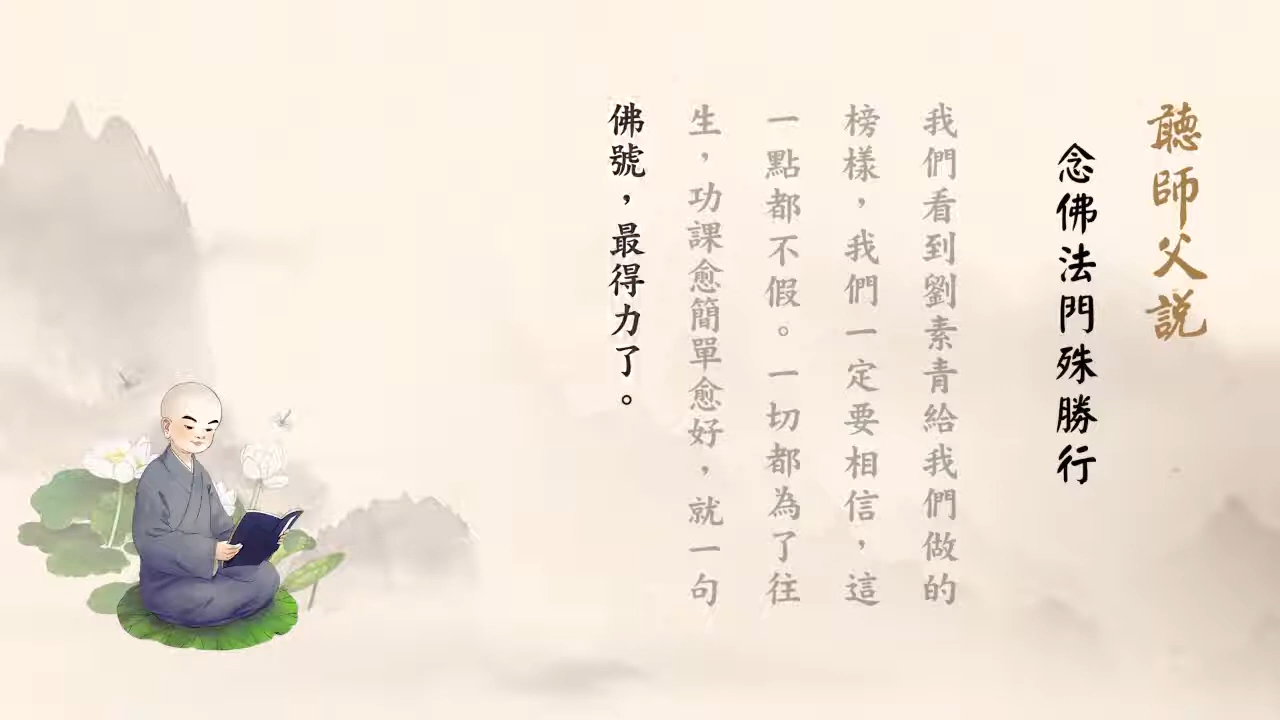 聽師父說
念佛法門殊勝行
我們看到劉素青給我們做的
榜樣，我們一定要相信，這
一點都不假。一切都為了往
生，功課愈簡單愈好，就一句
佛號，最得力了。